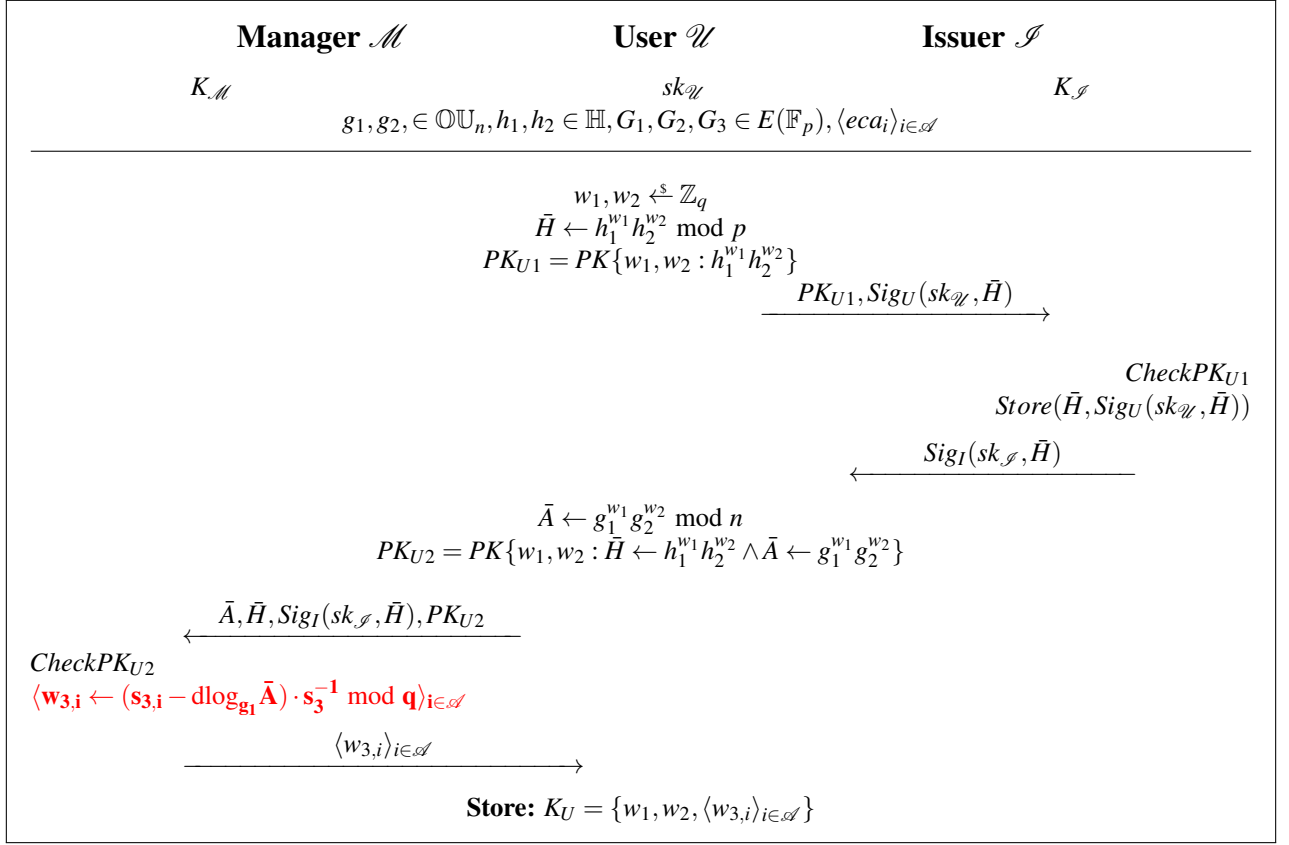 Manager ℳ User 𝒰 Issuer ℐ
K_ℳ sk_𝒰 K_ℐ
g₁, g₂, ∈ 𝕆𝕌ₙ, h₁, h₂ ∈ ℍ, G₁, G₂, G₃ ∈ E(𝔽ₚ), ⟨eca_i⟩_{i∈𝒜}
w₁, w₂ ←$ ℤ_q
H̄ ← h₁^{w₁} h₂^{w₂} mod p
PK_{U1} = PK{w₁, w₂ : h₁^{w₁} h₂^{w₂}}
PK_{U1}, Sig_U(sk_𝒰, H̄)
CheckPK_{U1}
Store(H̄, Sig_U(sk_𝒰, H̄))
Sig_I(sk_ℐ, H̄)
Ā ← g₁^{w₁} g₂^{w₂} mod n
PK_{U2} = PK{w₁, w₂ : H̄ ← h₁^{w₁} h₂^{w₂} ∧ Ā ← g₁^{w₁} g₂^{w₂}}
Ā, H̄, Sig_I(sk_ℐ, H̄), PK_{U2}
CheckPK_{U2}
⟨w_{3,i} ← (s_{3,i} − dlog_{g₁} Ā) · s₃^{−1} mod q⟩_{i∈𝒜}
⟨w_{3,i}⟩_{i∈𝒜}
Store: K_U = {w₁, w₂, ⟨w_{3,i}⟩_{i∈𝒜}}